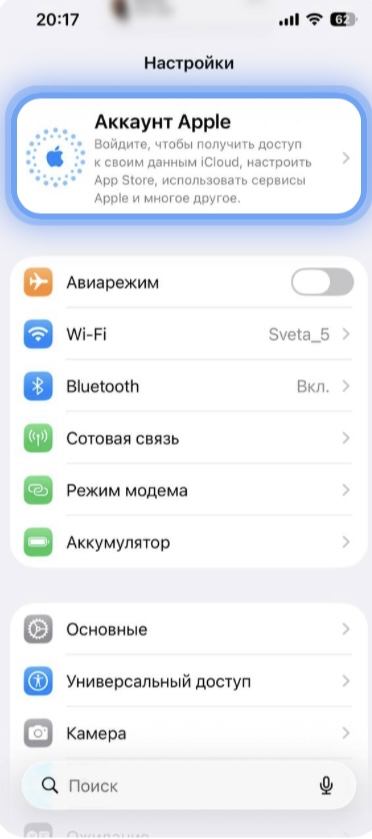 20:17
62
Настройки
Аккаунт Apple
Войдите, чтобы получить доступ
к своим данным iCloud, настроить
App Store, использовать сервисы
Apple и многое другое.
Авиарежим
Wi-Fi
Sveta_5
Bluetooth
Вкл.
Сотовая связь
Режим модема
Аккумулятор
Основные
Универсальный доступ
Камера
Поиск
Ожидание